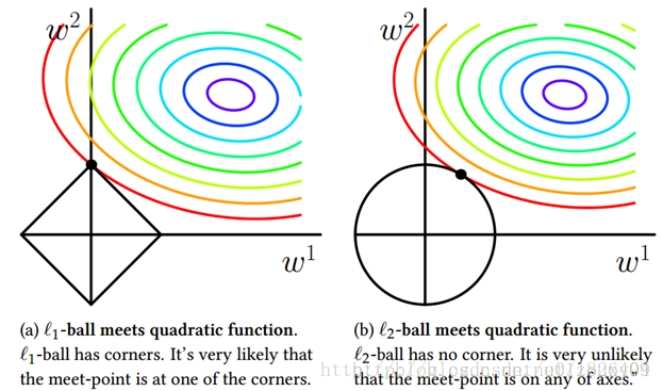 w²
w¹
(a) ℓ₁-ball meets quadratic function.
ℓ₁-ball has corners. It's very likely that
the meet-point is at one of the corners.
w²
w¹
(b) ℓ₂-ball meets quadratic function.
ℓ₂-ball has no corner. It is very unlikely
that the meet-point is on any of axes."